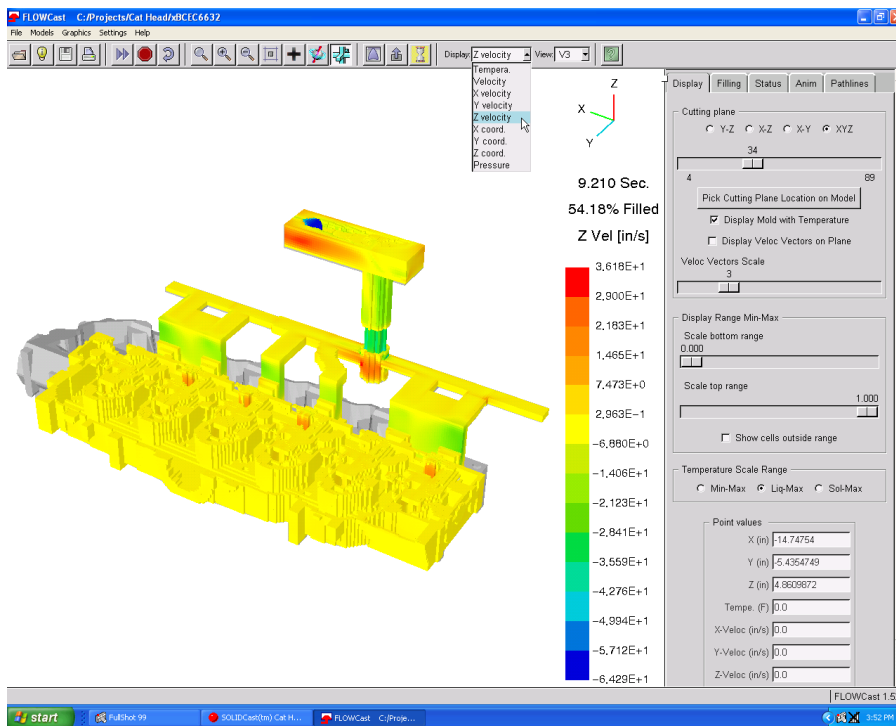 FLOWCast C:/Projects/Cat Head/xBCEC6632
File Models Graphics Settings Help
Display: Z velocity View: V3
Tempera.
Velocity
X velocity
Y velocity
Z velocity
X coord.
Y coord.
Z coord.
Pressure
Z
X
Y
9.210 Sec.
54.18% Filled
Z Vel [in/s]
3,618E+1
2,900E+1
2,183E+1
1,465E+1
7,473E+0
2,963E-1
-6,880E+0
-1,406E+1
-2,123E+1
-2,841E+1
-3,559E+1
-4,276E+1
-4,994E+1
-5,712E+1
-6,429E+1
Display Filling Status Anim Pathlines
Cutting plane
Y-Z X-Z X-Y XYZ
34
4 89
Pick Cutting Plane Location on Model
Display Mold with Temperature
Display Veloc Vectors on Plane
Veloc Vectors Scale
3
Display Range Min-Max
Scale bottom range
0.000
Scale top range
1.000
Show cells outside range
Temperature Scale Range
Min-Max Liq-Max Sol-Max
Point values
X (in) -14.74754
Y (in) -5.4354749
Z (in) 4.8609872
Tempe. (F) 0.0
X-Veloc (in/s) 0.0
Y-Veloc (in/s) 0.0
Z-Veloc (in/s) 0.0
FLOWCast 1.5
start FullShot 99 SOLIDCast(tm) Cat H... FLOWCast C:/Proje... 3:52 PM